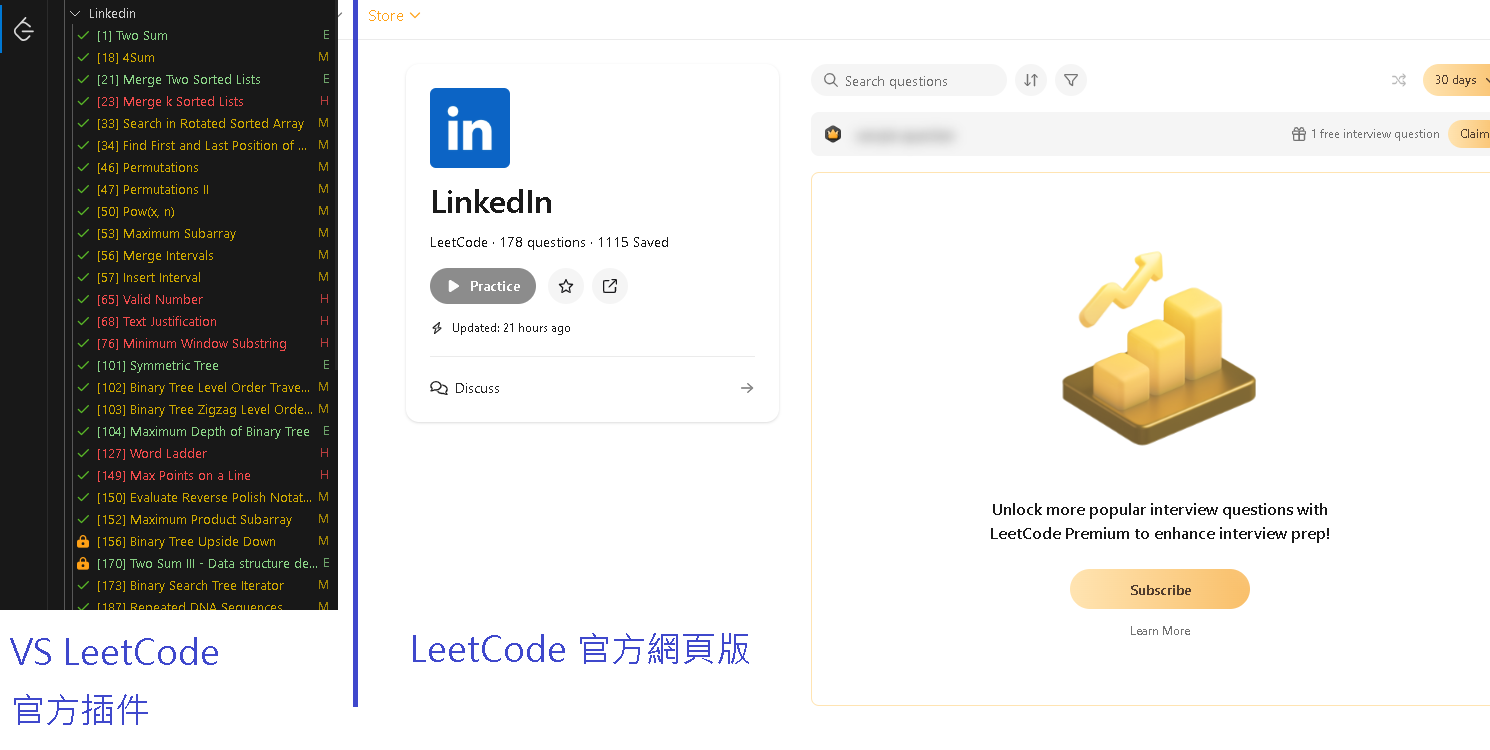 Linkedin
[1] Two Sum E
[18] 4Sum M
[21] Merge Two Sorted Lists E
[23] Merge k Sorted Lists H
[33] Search in Rotated Sorted Array M
[34] Find First and Last Position of ... M
[46] Permutations M
[47] Permutations II M
[50] Pow(x, n) M
[53] Maximum Subarray M
[56] Merge Intervals M
[57] Insert Interval M
[65] Valid Number H
[68] Text Justification H
[76] Minimum Window Substring H
[101] Symmetric Tree E
[102] Binary Tree Level Order Trave... M
[103] Binary Tree Zigzag Level Orde... M
[104] Maximum Depth of Binary Tree E
[127] Word Ladder H
[149] Max Points on a Line H
[150] Evaluate Reverse Polish Notat... M
[152] Maximum Product Subarray M
[156] Binary Tree Upside Down M
[170] Two Sum III - Data structure de... E
[173] Binary Search Tree Iterator M
[187] Repeated DNA Sequences M
VS LeetCode
官方插件
Store
in
LinkedIn
LeetCode · 178 questions · 1115 Saved
Practice
Updated: 21 hours ago
Discuss
LeetCode 官方網頁版
Search questions
30 days
1 free interview question
Claim
Unlock more popular interview questions with
LeetCode Premium to enhance interview prep!
Subscribe
Learn More